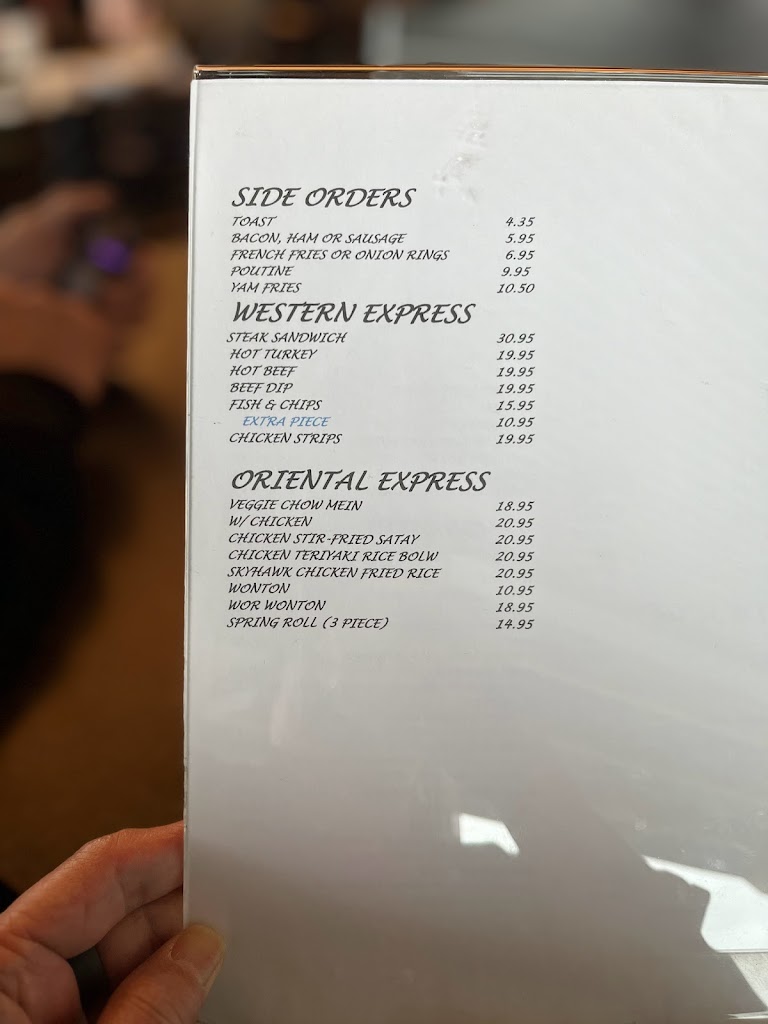 SIDE ORDERS
TOAST 4.35
BACON, HAM OR SAUSAGE 5.95
FRENCH FRIES OR ONION RINGS 6.95
POUTINE 9.95
YAM FRIES 10.50
WESTERN EXPRESS
STEAK SANDWICH 30.95
HOT TURKEY 19.95
HOT BEEF 19.95
BEEF DIP 19.95
FISH & CHIPS 15.95
EXTRA PIECE 10.95
CHICKEN STRIPS 19.95
ORIENTAL EXPRESS
VEGGIE CHOW MEIN 18.95
W/ CHICKEN 20.95
CHICKEN STIR-FRIED SATAY 20.95
CHICKEN TERIYAKI RICE BOLW 20.95
SKYHAWK CHICKEN FRIED RICE 20.95
WONTON 10.95
WOR WONTON 18.95
SPRING ROLL (3 PIECE) 14.95